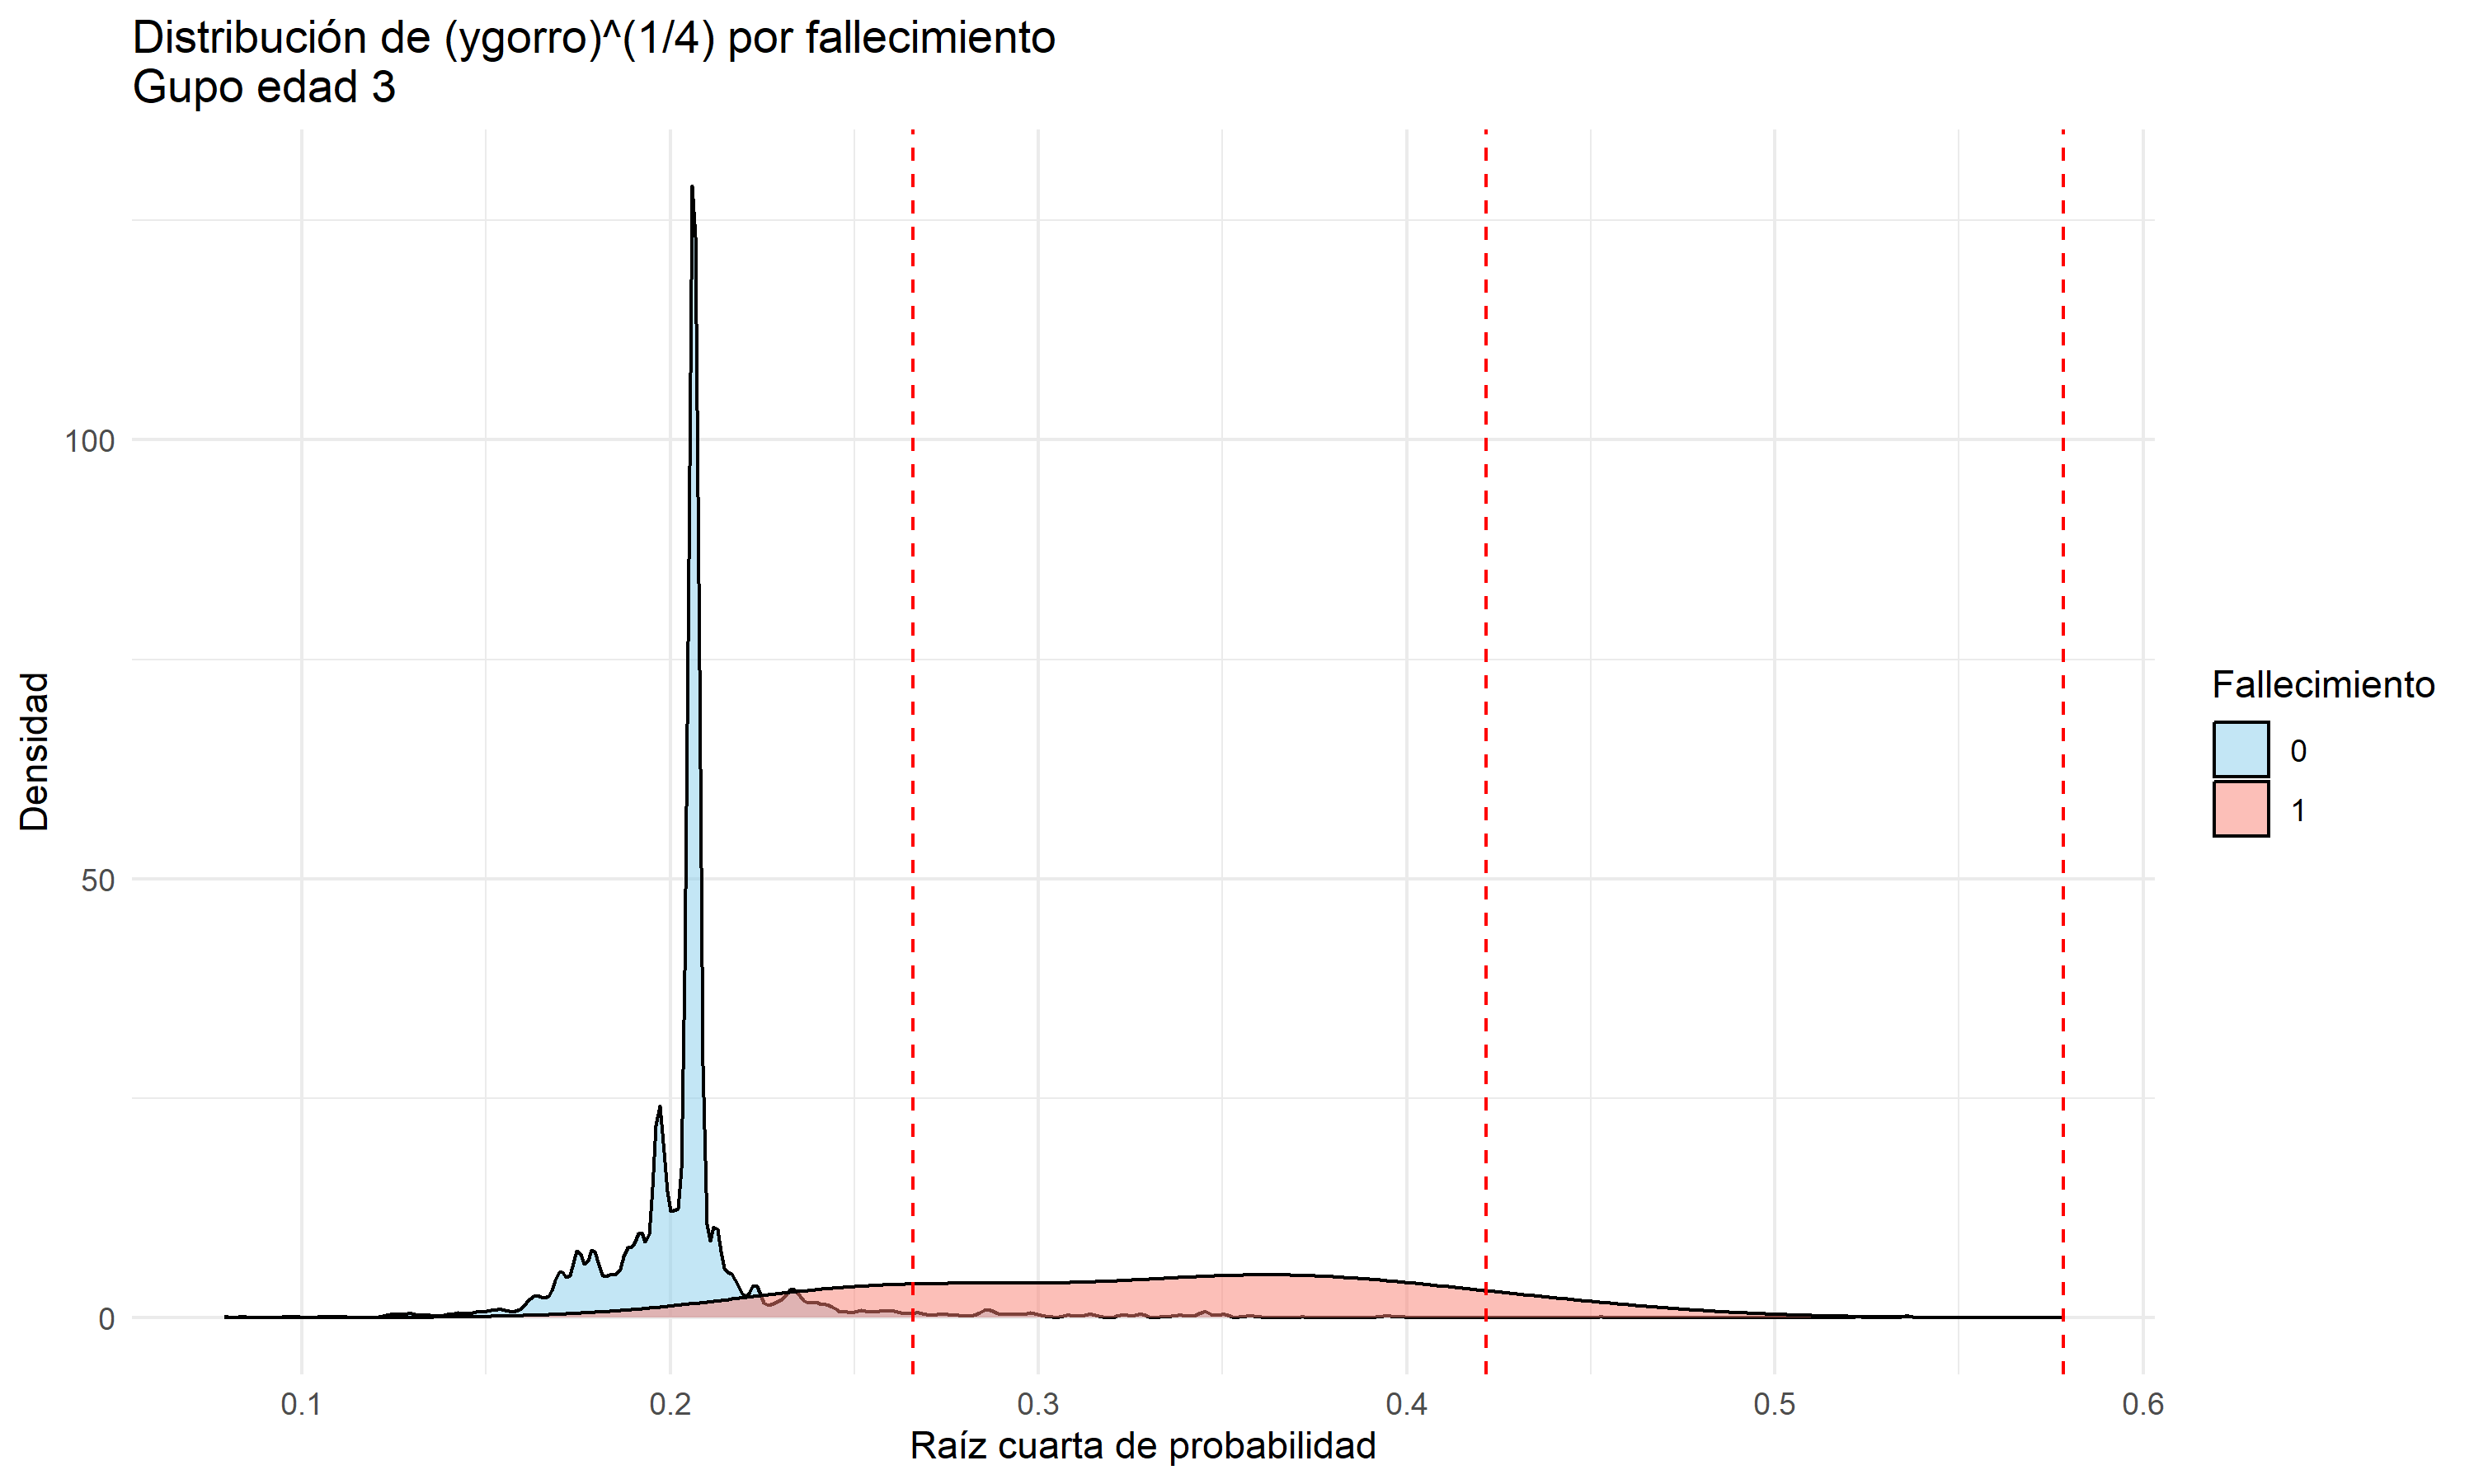 Distribución de (ygorro)^(1/4) por fallecimiento
Gupo edad 3
Densidad
100
50
0
0.1
0.2
0.3
0.4
0.5
0.6
Raíz cuarta de probabilidad
Fallecimiento
0
1